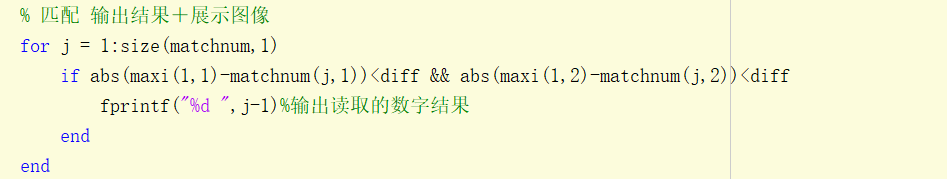 % 匹配 输出结果＋展示图像
for j = 1:size(matchnum,1)
    if abs(maxi(1,1)-matchnum(j,1))<diff && abs(maxi(1,2)-matchnum(j,2))<diff
        fprintf("%d ",j-1)%输出读取的数字结果
    end
end